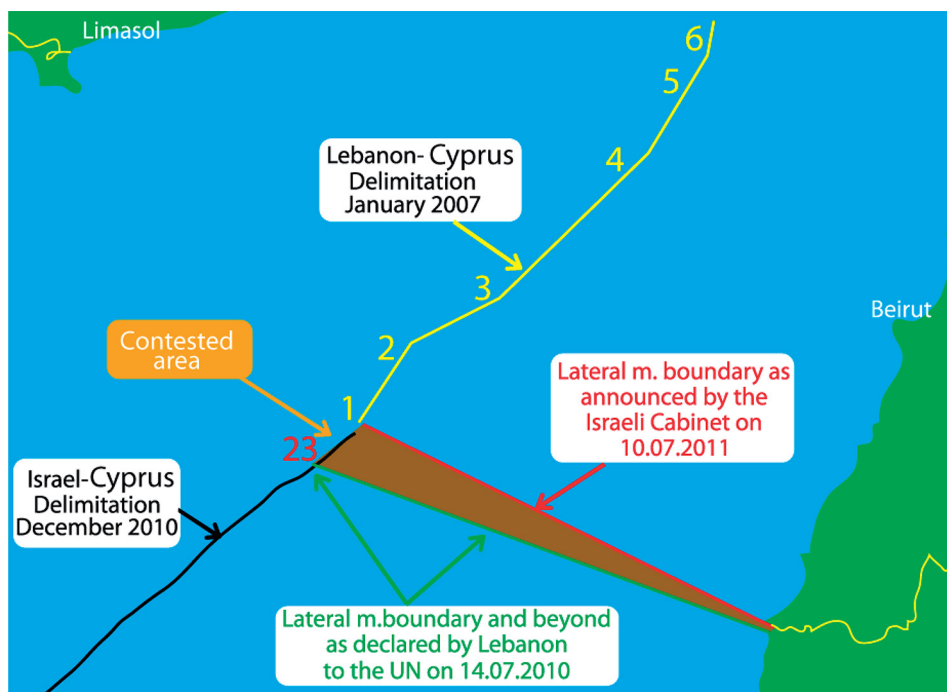 Limasol
6
5
Lebanon- Cyprus
Delimitation
January 2007
4
3
Beirut
Contested
area
2
Lateral m. boundary as
announced by the
Israeli Cabinet on
10.07.2011
1
23
Israel-Cyprus
Delimitation
December 2010
Lateral m.boundary and beyond
as declared by Lebanon
to the UN on 14.07.2010